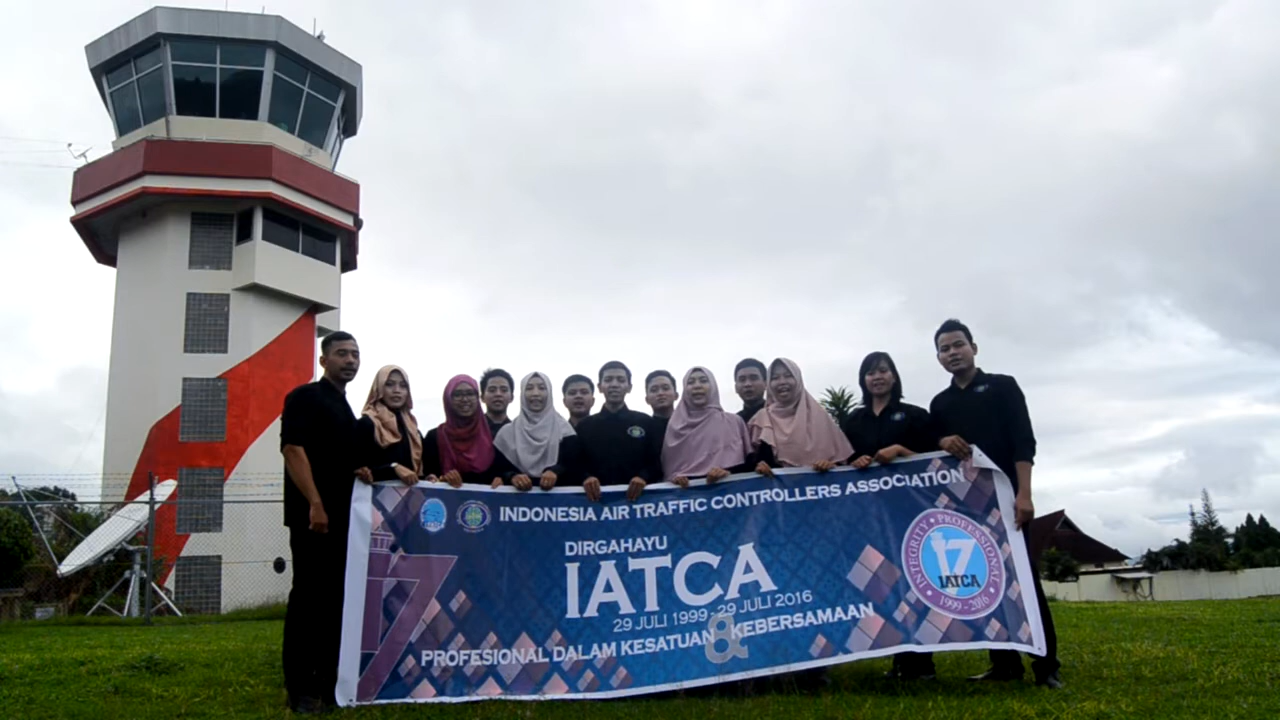 INDONESIA AIR TRAFFIC CONTROLLERS ASSOCIATION
DIRGAHAYU
IATCA
29 JULI 1999 - 29 JULI 2016
PROFESIONAL DALAM KESATUAN & KEBERSAMAAN
17
INTEGRITY • PROFESSIONAL
17
IATCA
1999 - 2016